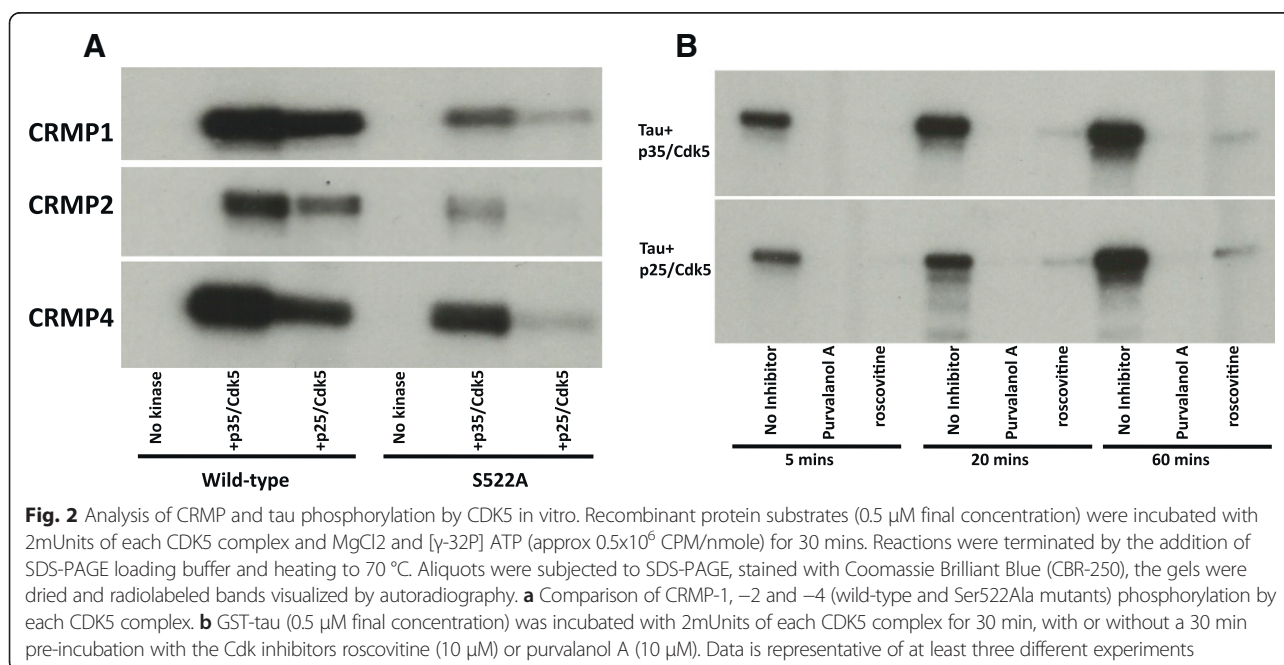 A
CRMP1
CRMP2
CRMP4
No kinase
+p35/Cdk5
+p25/Cdk5
No kinase
+p35/Cdk5
+p25/Cdk5
Wild-type
S522A
B
Tau+
p35/Cdk5
Tau+
p25/Cdk5
No Inhibitor
Purvalanol A
roscovitine
No Inhibitor
Purvalanol A
roscovitine
No Inhibitor
Purvalanol A
roscovitine
5 mins
20 mins
60 mins
Fig. 2 Analysis of CRMP and tau phosphorylation by CDK5 in vitro. Recombinant protein substrates (0.5 μM final concentration) were incubated with
2mUnits of each CDK5 complex and MgCl2 and [γ-32P] ATP (approx 0.5x10⁶ CPM/nmole) for 30 mins. Reactions were terminated by the addition of
SDS-PAGE loading buffer and heating to 70 °C. Aliquots were subjected to SDS-PAGE, stained with Coomassie Brilliant Blue (CBR-250), the gels were
dried and radiolabeled bands visualized by autoradiography. a Comparison of CRMP-1, −2 and −4 (wild-type and Ser522Ala mutants) phosphorylation by
each CDK5 complex. b GST-tau (0.5 μM final concentration) was incubated with 2mUnits of each CDK5 complex for 30 min, with or without a 30 min
pre-incubation with the Cdk inhibitors roscovitine (10 μM) or purvalanol A (10 μM). Data is representative of at least three different experiments